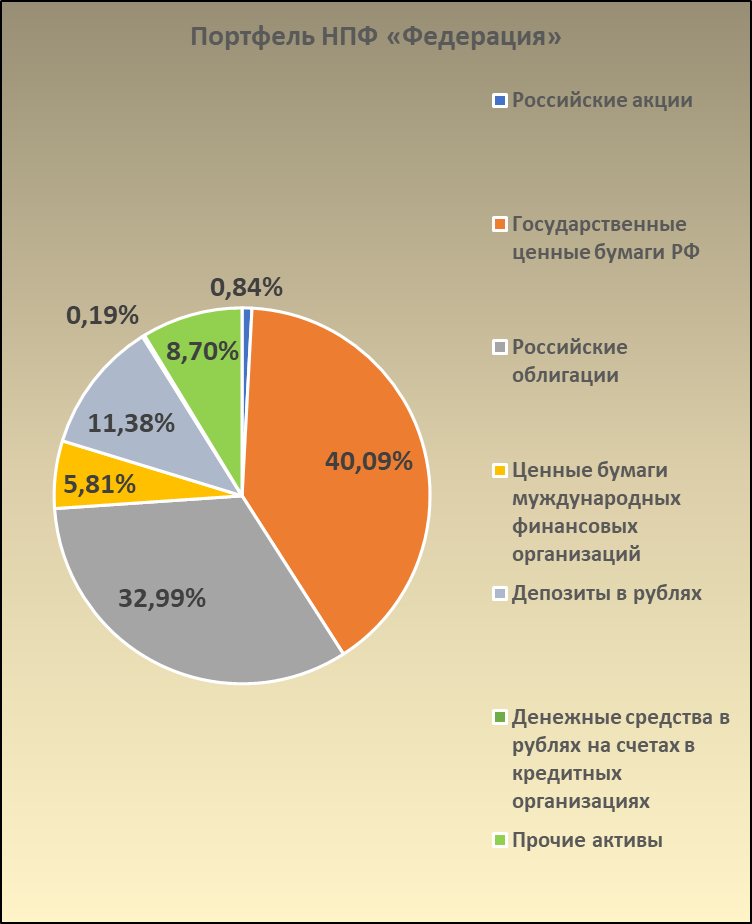 Портфель НПФ «Федерация»
Российские акции
Государственные
ценные бумаги РФ
Российские
облигации
Ценные бумаги
муждународных
финансовых
организаций
Депозиты в рублях
Денежные средства в
рублях на счетах в
кредитных
организациях
Прочие активы
0,84%
0,19%
8,70%
11,38%
40,09%
5,81%
32,99%